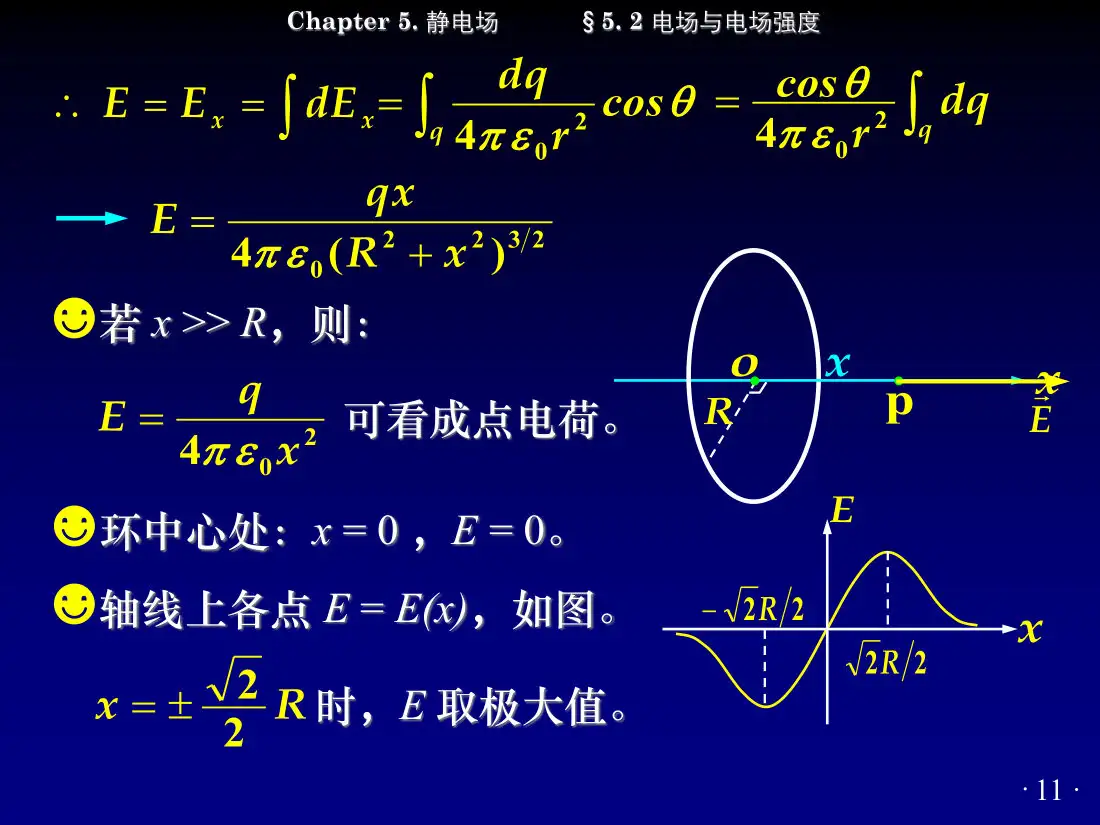 Chapter 5. 静电场 §5. 2 电场与电场强度
∴ E = Eₓ = ∫ dEₓ = ∫_q dq/(4πε₀r²) cosθ = cosθ/(4πε₀r²) ∫_q dq
E = qx/(4πε₀(R² + x²)^(3/2))
若 x >> R，则：
E = q/(4πε₀x²) 可看成点电荷。
环中心处：x = 0 ，E = 0。
轴线上各点 E = E(x)，如图。
x = ± √2/2 R 时，E 取极大值。
o x x
R p E⃗
E
−√2R/2
√2R/2 x
· 11 ·